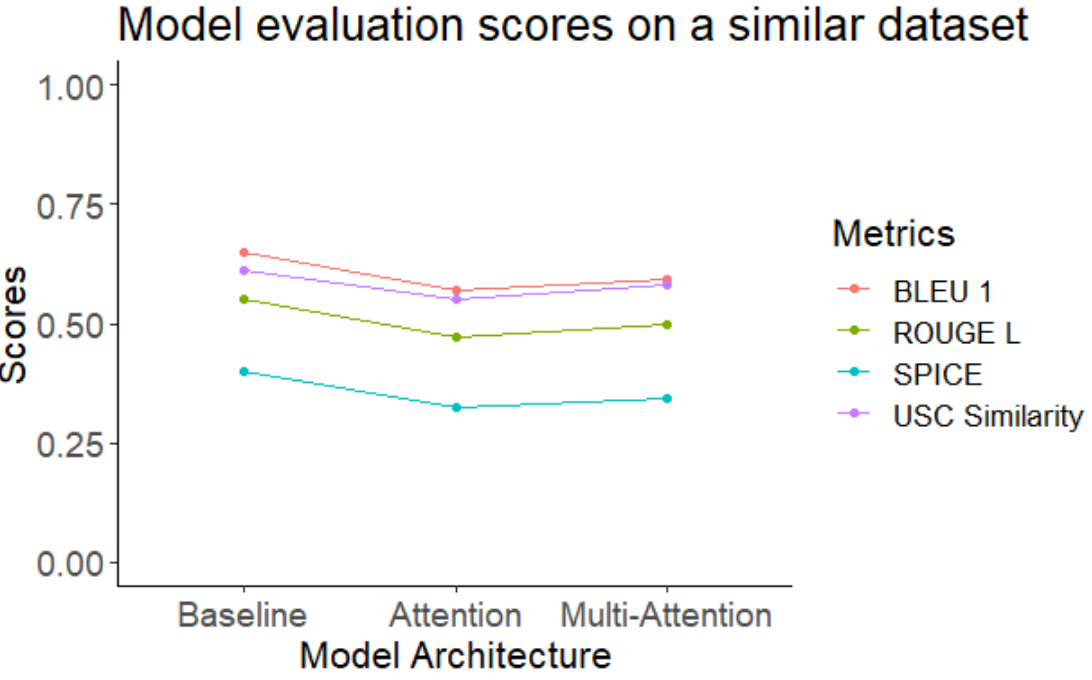 Model evaluation scores on a similar dataset
1.00
0.75
0.50
0.25
0.00
Scores
Baseline
Attention
Multi-Attention
Model Architecture
Metrics
BLEU 1
ROUGE L
SPICE
USC Similarity